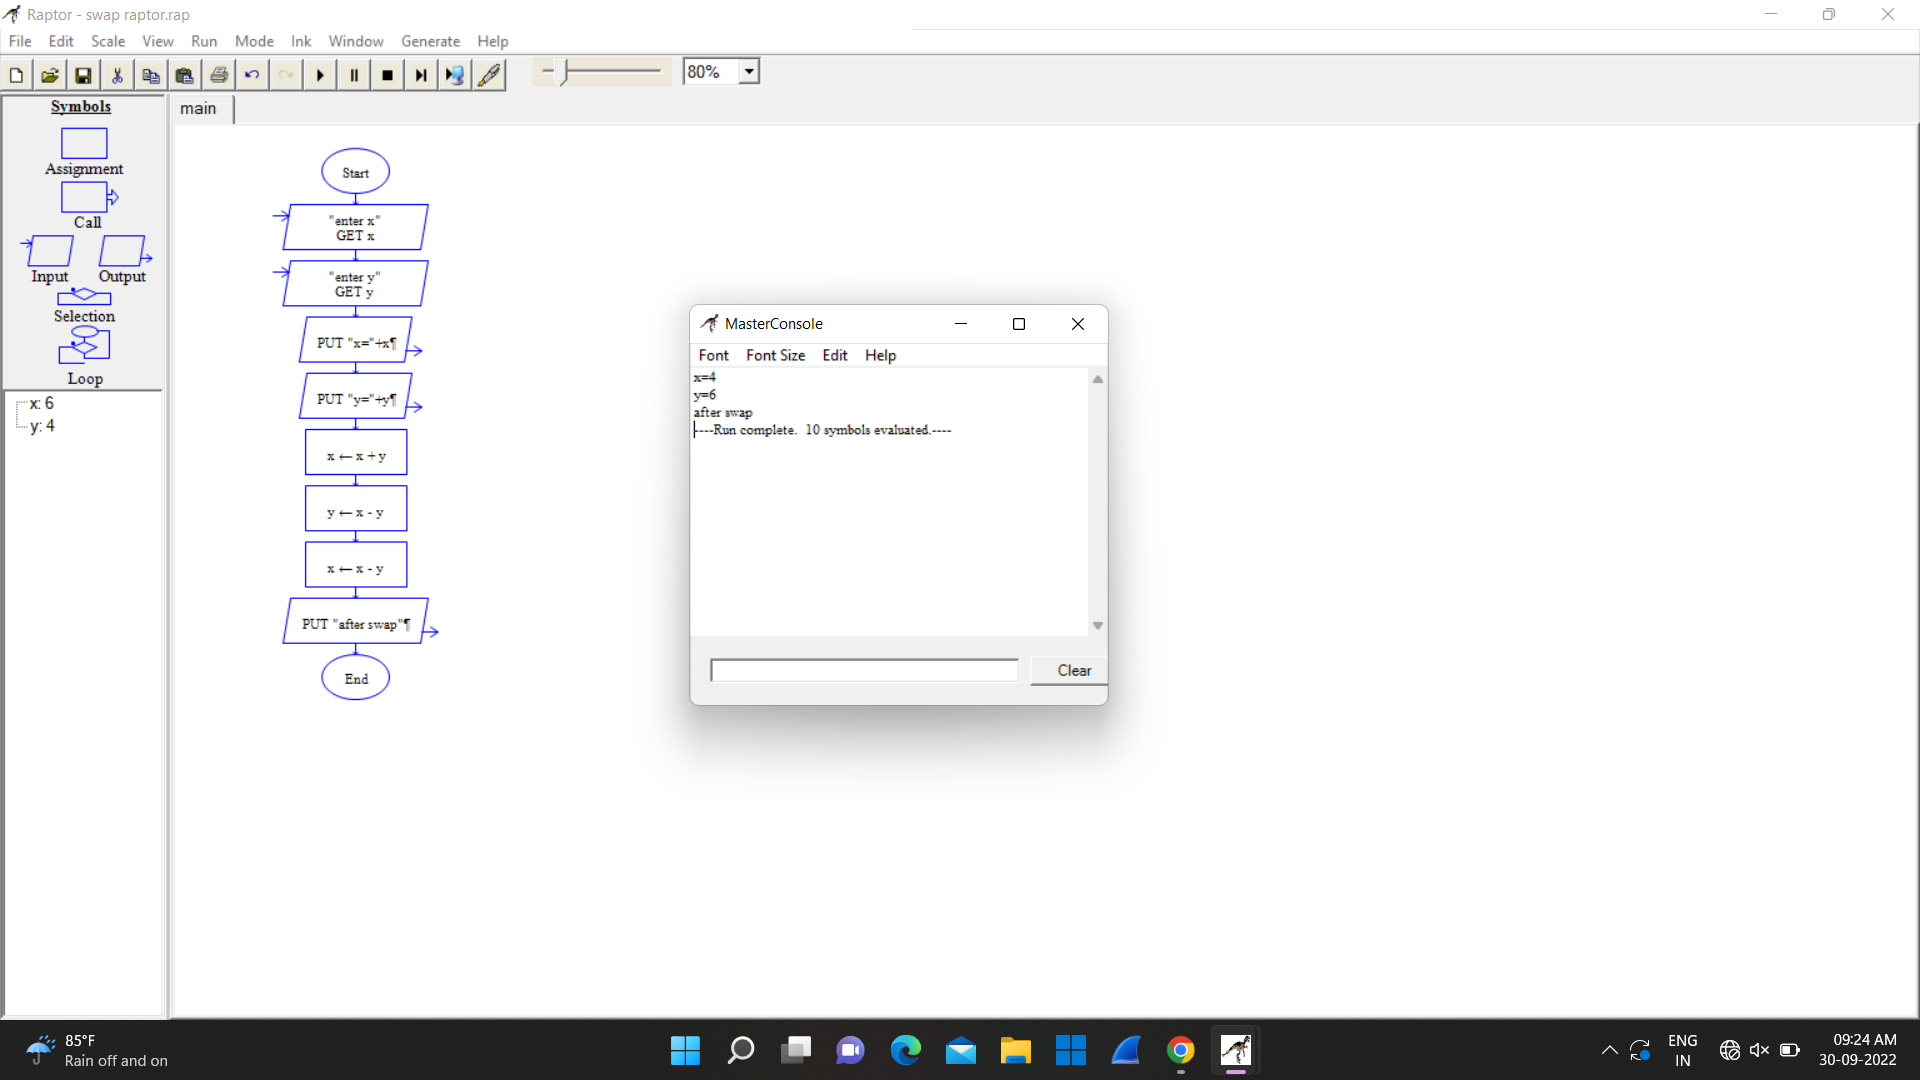 Raptor - swap raptor.rap
File Edit Scale View Run Mode Ink Window Generate Help
80%
Symbols
Assignment
Call
Input Output
Selection
Loop
x: 6
y: 4
main
Start
"enter x"
GET x
"enter y"
GET y
PUT "x="+x¶
PUT "y="+y¶
x ← x + y
y ← x - y
x ← x - y
PUT "after swap"¶
End
MasterConsole
Font Font Size Edit Help
x=4
y=6
after swap
----Run complete.  10 symbols evaluated.----
Clear
85°F
Rain off and on
ENG
IN
09:24 AM
30-09-2022